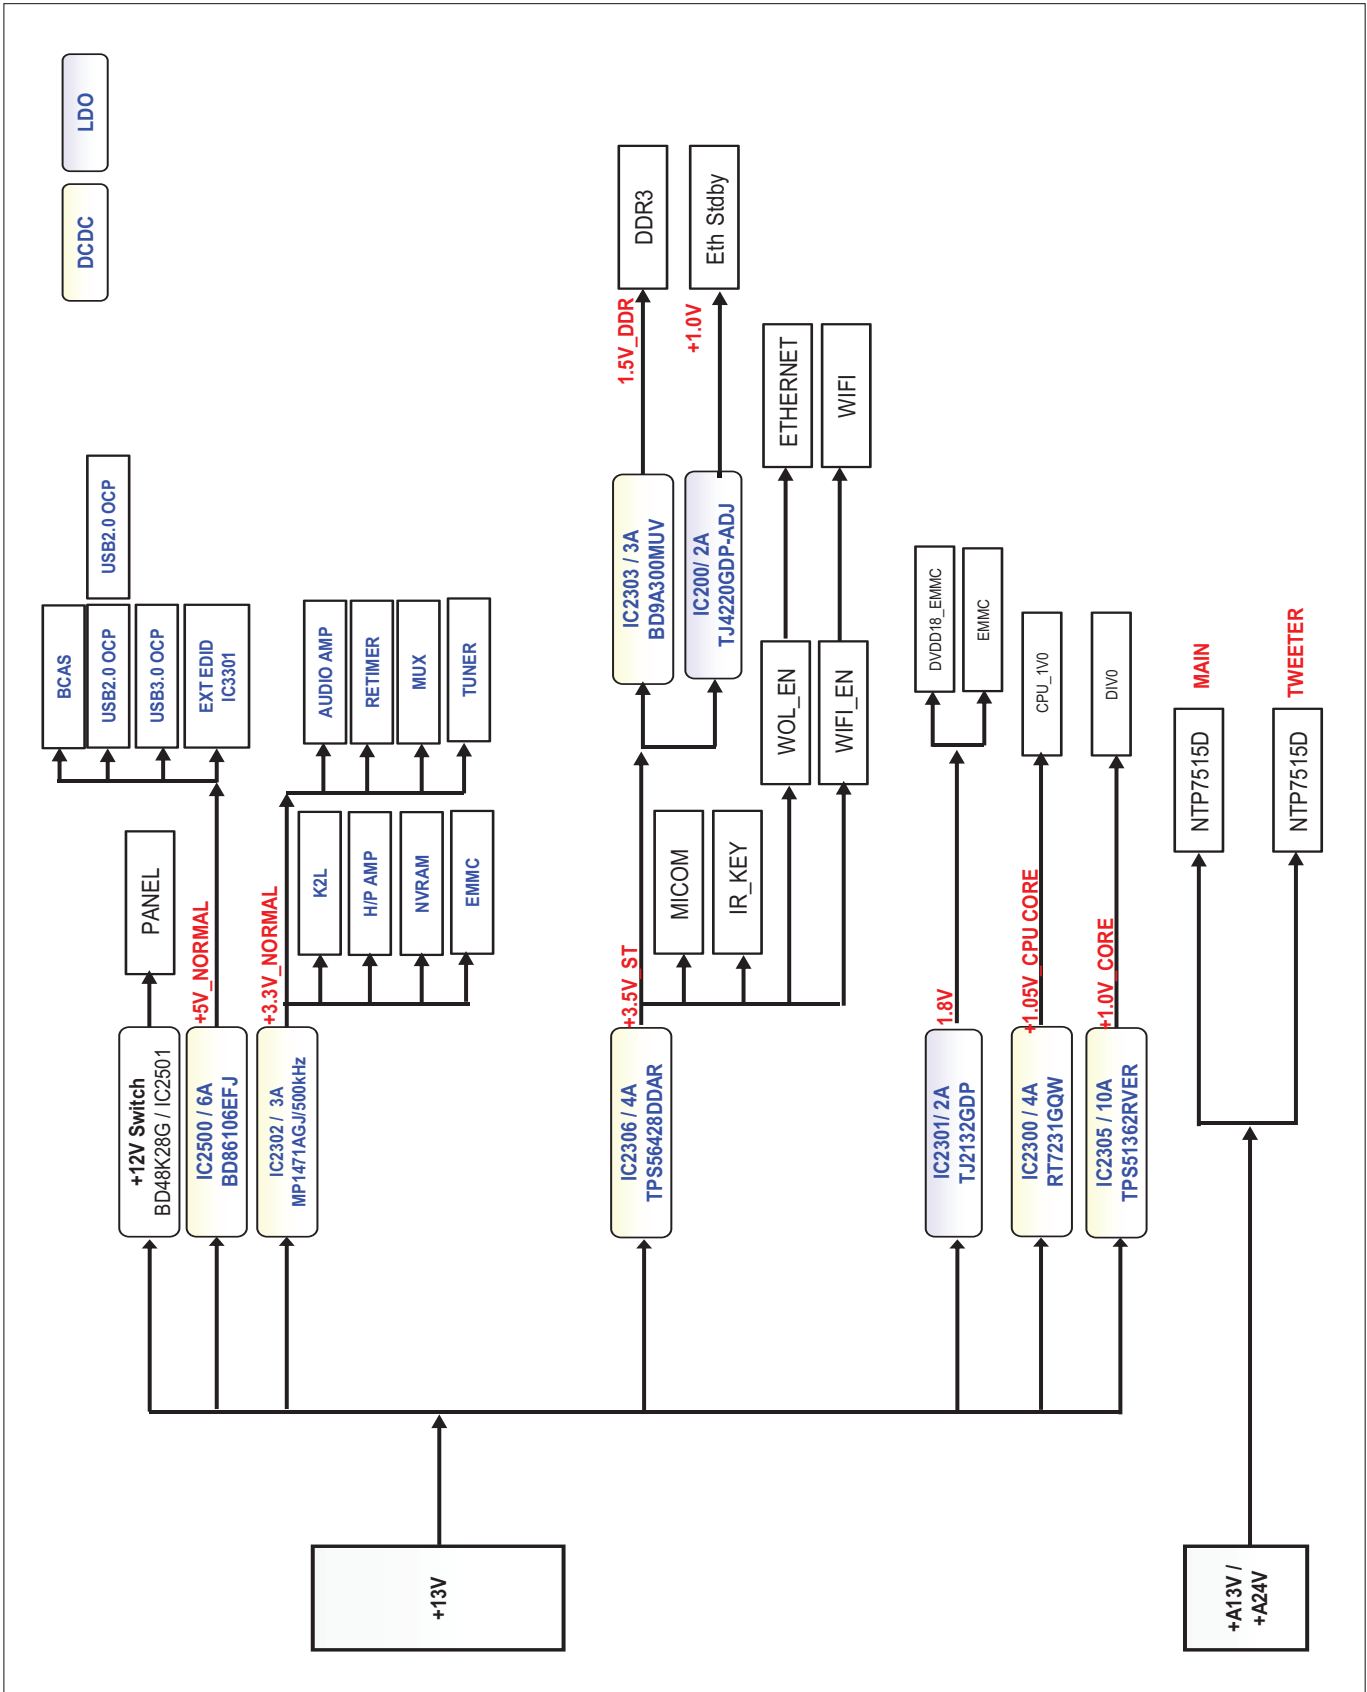 DCDC
LDO
+13V
+12V Switch
BD48K28G / IC2501
PANEL
IC2500 / 6A
BD86106EFJ
+5V_NORMAL
BCAS
USB2.0 OCP
USB2.0 OCP
USB3.0 OCP
EXT EDID
IC3301
IC2302 / 3A
MP1471AGJ/500kHz
+3.3V_NORMAL
K2L
H/P AMP
NVRAM
EMMC
AUDIO AMP
RETIMER
MUX
TUNER
IC2306 / 4A
TPS56428DDAR
+3.5V_ST
MICOM
IR_KEY
WOL_EN
WIFI_EN
IC2303 / 3A
BD9A300MUV
1.5V_DDR
DDR3
IC200/ 2A
TJ4220GDP-ADJ
+1.0V
Eth Stdby
ETHERNET
WIFI
IC2301/ 2A
TJ2132GDP
1.8V
DVDD18_EMMC
EMMC
IC2300 / 4A
RT7231GQW
+1.05V_CPU CORE
CPU_1V0
IC2305 / 10A
TPS51362RVER
+1.0V_CORE
DIV0
+A13V /
+A24V
NTP7515D
MAIN
NTP7515D
TWEETER